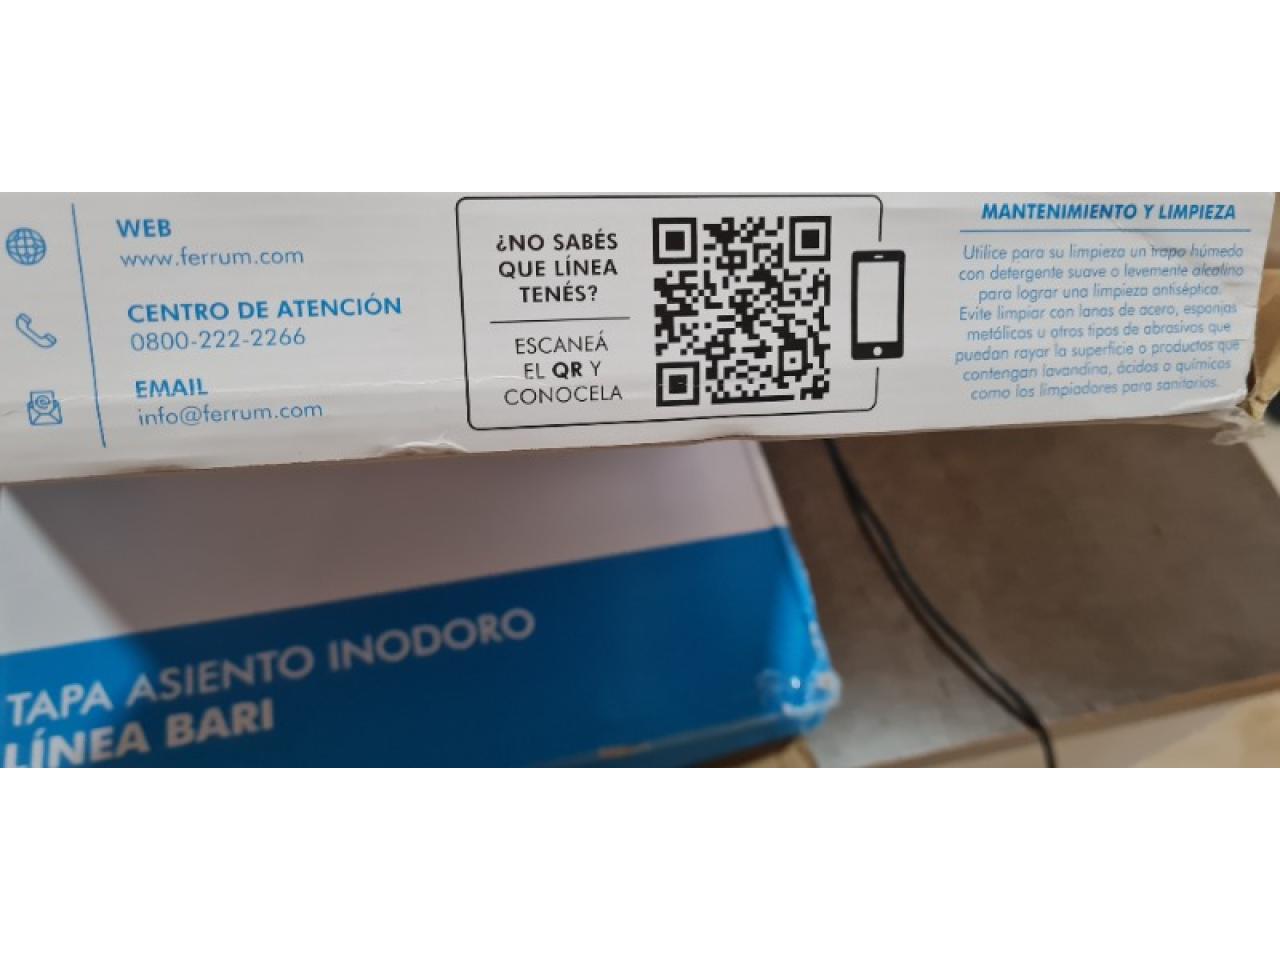 WEB
www.ferrum.com
CENTRO DE ATENCIÓN
0800-222-2266
EMAIL
info@ferrum.com
¿NO SABÉS
QUE LÍNEA
TENÉS?
ESCANEÁ
EL QR Y
CONOCELA
MANTENIMIENTO Y LIMPIEZA
Utilice para su limpieza un trapo húmedo
con detergente suave o levemente alcalino
para lograr una limpieza antiséptica.
Evite limpiar con lanas de acero, esponjas
metálicas u otros tipos de abrasivos que
puedan rayar la superficie o productos que
contengan lavandina, ácidos o químicos
como los limpiadores para sanitarios.
TAPA ASIENTO INODORO
LÍNEA BARI